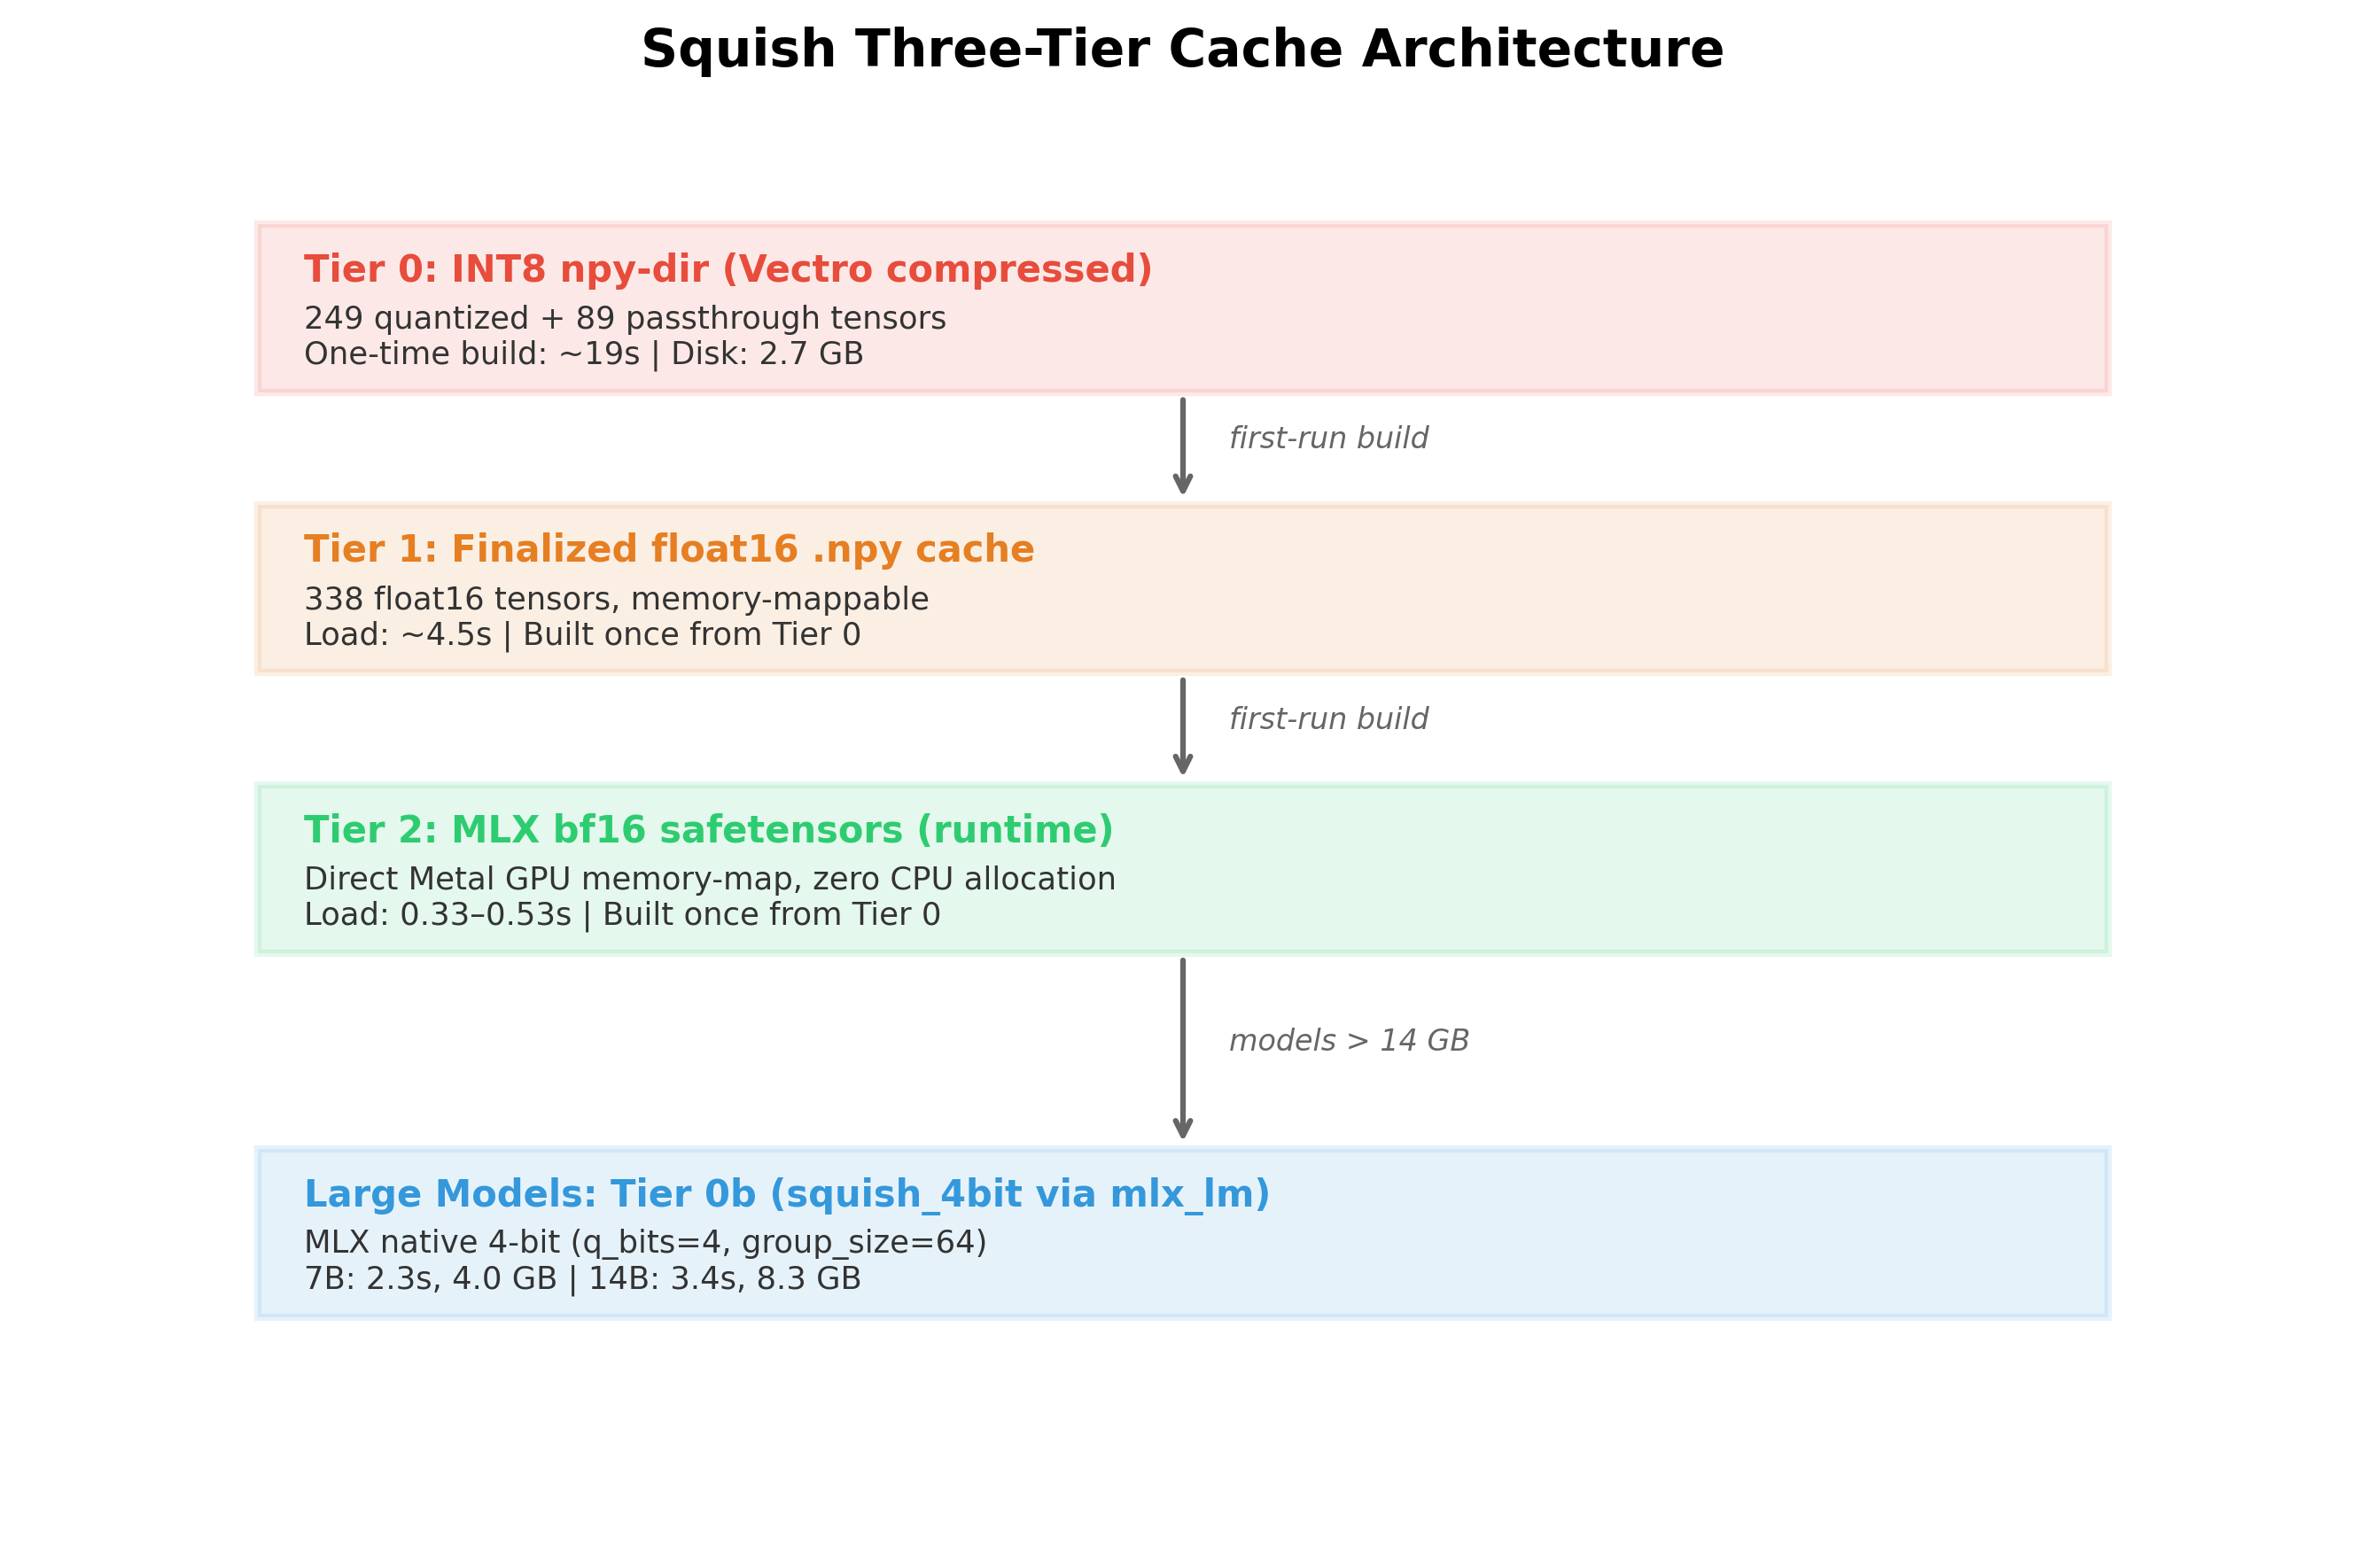 Squish Three-Tier Cache Architecture
Tier 0: INT8 npy-dir (Vectro compressed)
249 quantized + 89 passthrough tensors
One-time build: ~19s | Disk: 2.7 GB
first-run build
Tier 1: Finalized float16 .npy cache
338 float16 tensors, memory-mappable
Load: ~4.5s | Built once from Tier 0
first-run build
Tier 2: MLX bf16 safetensors (runtime)
Direct Metal GPU memory-map, zero CPU allocation
Load: 0.33–0.53s | Built once from Tier 0
models > 14 GB
Large Models: Tier 0b (squish_4bit via mlx_lm)
MLX native 4-bit (q_bits=4, group_size=64)
7B: 2.3s, 4.0 GB | 14B: 3.4s, 8.3 GB